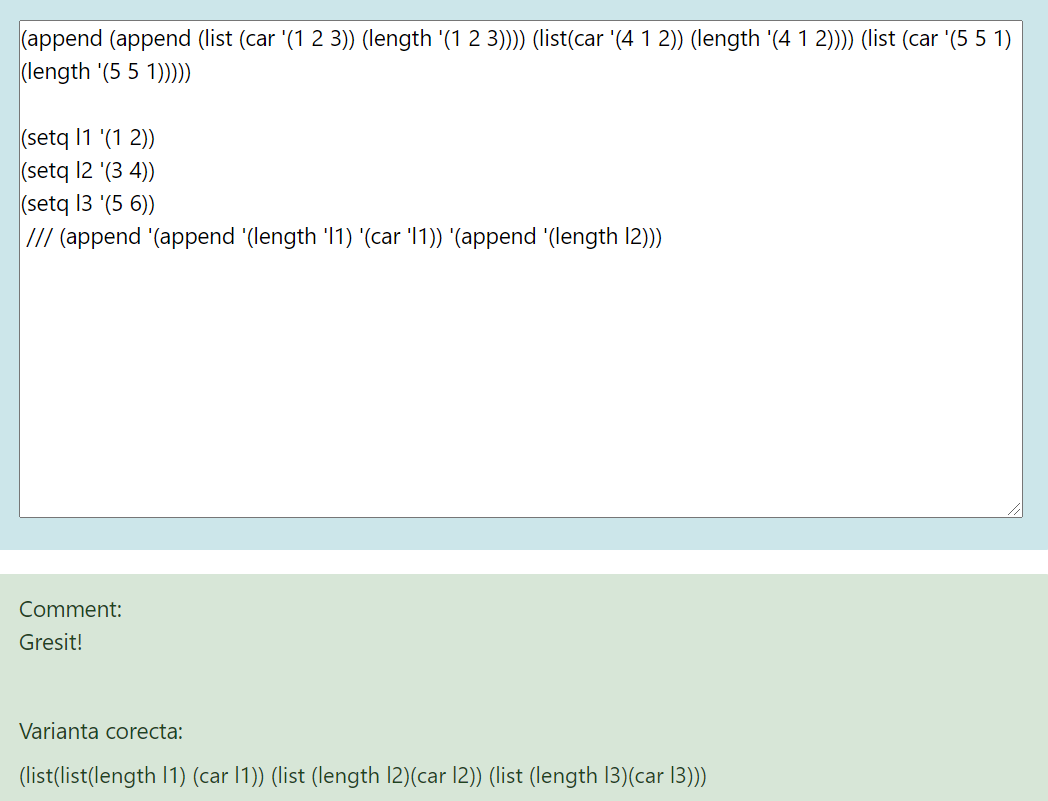 (append (append (list (car '(1 2 3)) (length '(1 2 3)))) (list(car '(4 1 2)) (length '(4 1 2)))) (list (car '(5 5 1)
(length '(5 5 1)))))
(setq l1 '(1 2))
(setq l2 '(3 4))
(setq l3 '(5 6))
/// (append '(append '(length 'l1) '(car 'l1)) '(append '(length l2)))
Comment:
Gresit!
Varianta corecta:
(list(list(length l1) (car l1)) (list (length l2)(car l2)) (list (length l3)(car l3)))